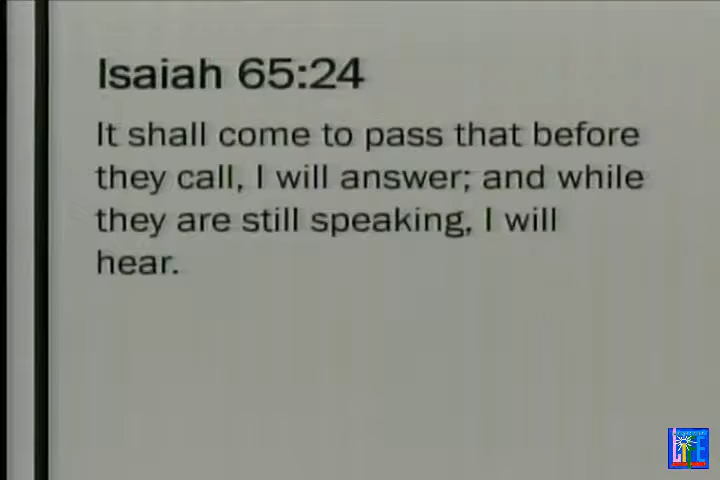 Isaiah 65:24
It shall come to pass that before
they call, I will answer; and while
they are still speaking, I will
hear.